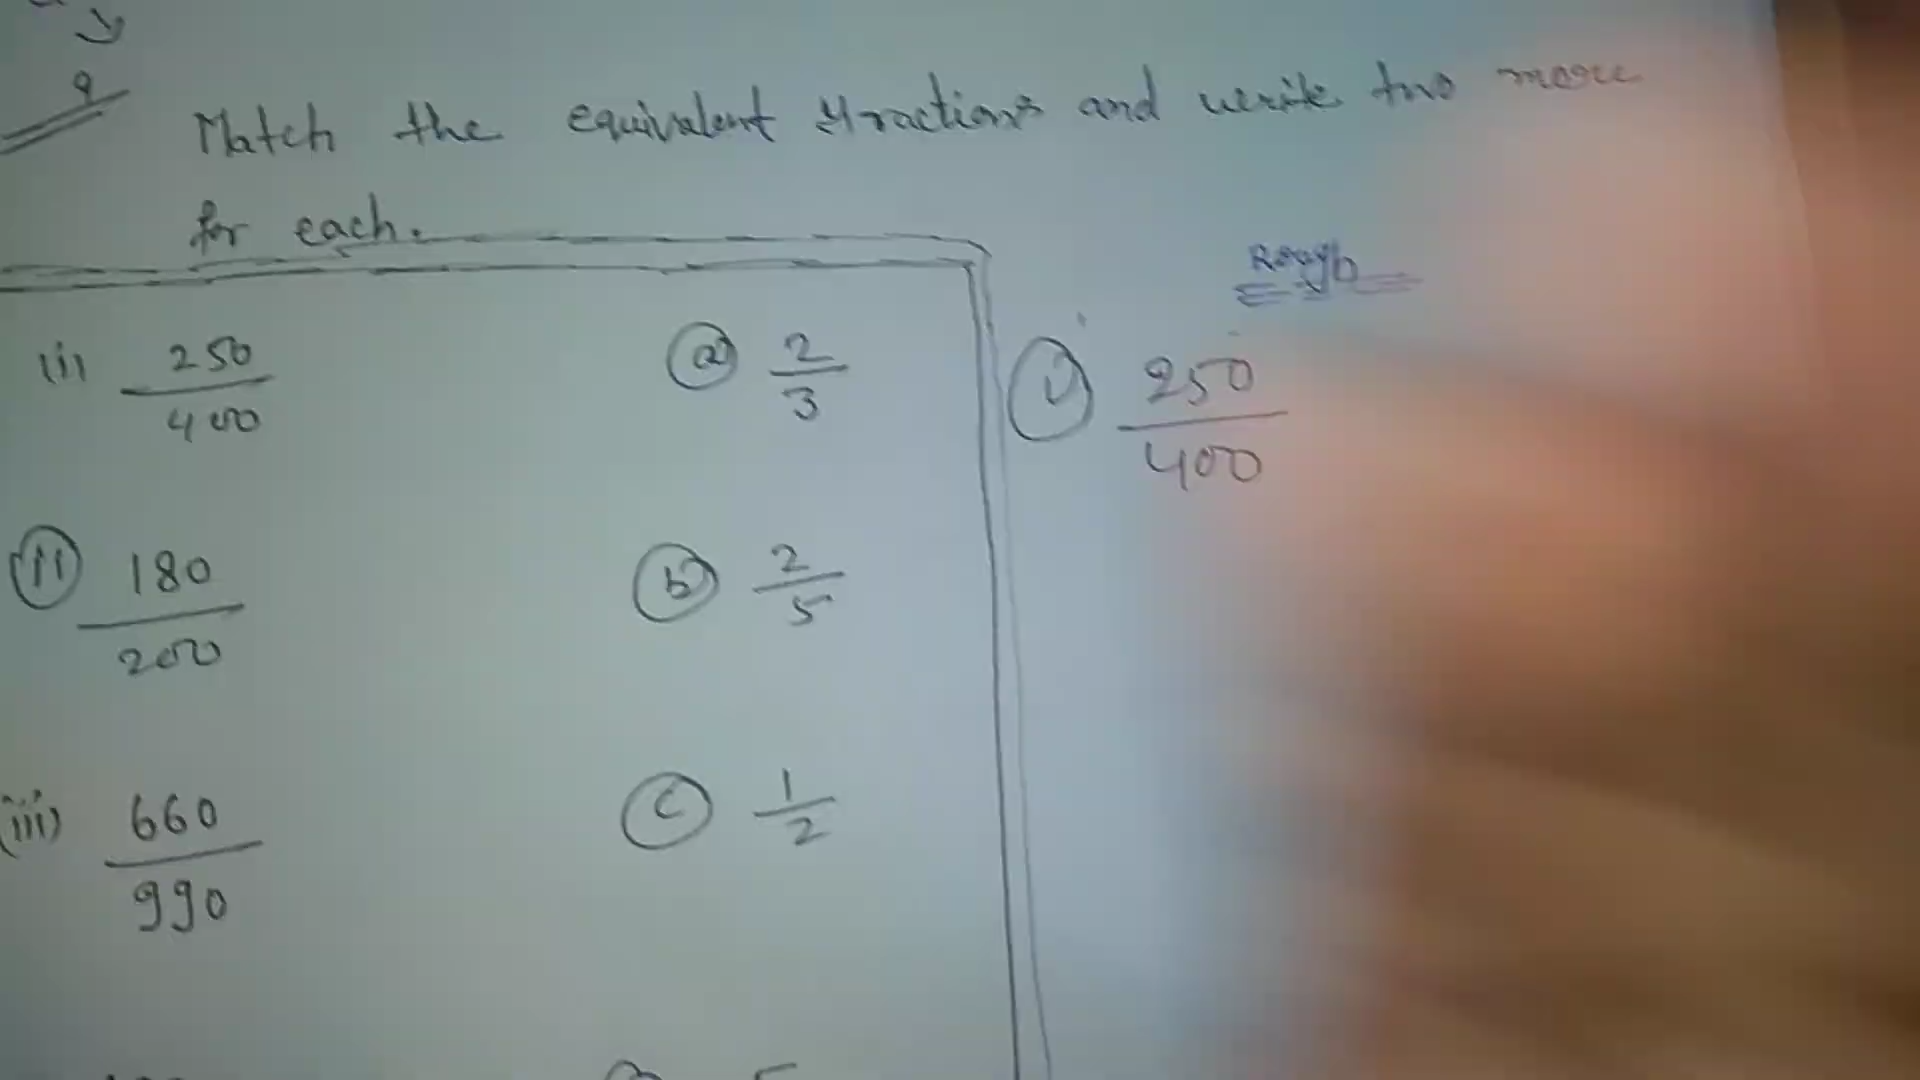 9
Match the equivalent fractions and write two more
for each.
Rough
(i) 250/400
(a) 2/3
(i) 250/400
(ii) 180/200
(b) 2/5
(iii) 660/990
(c) 1/2